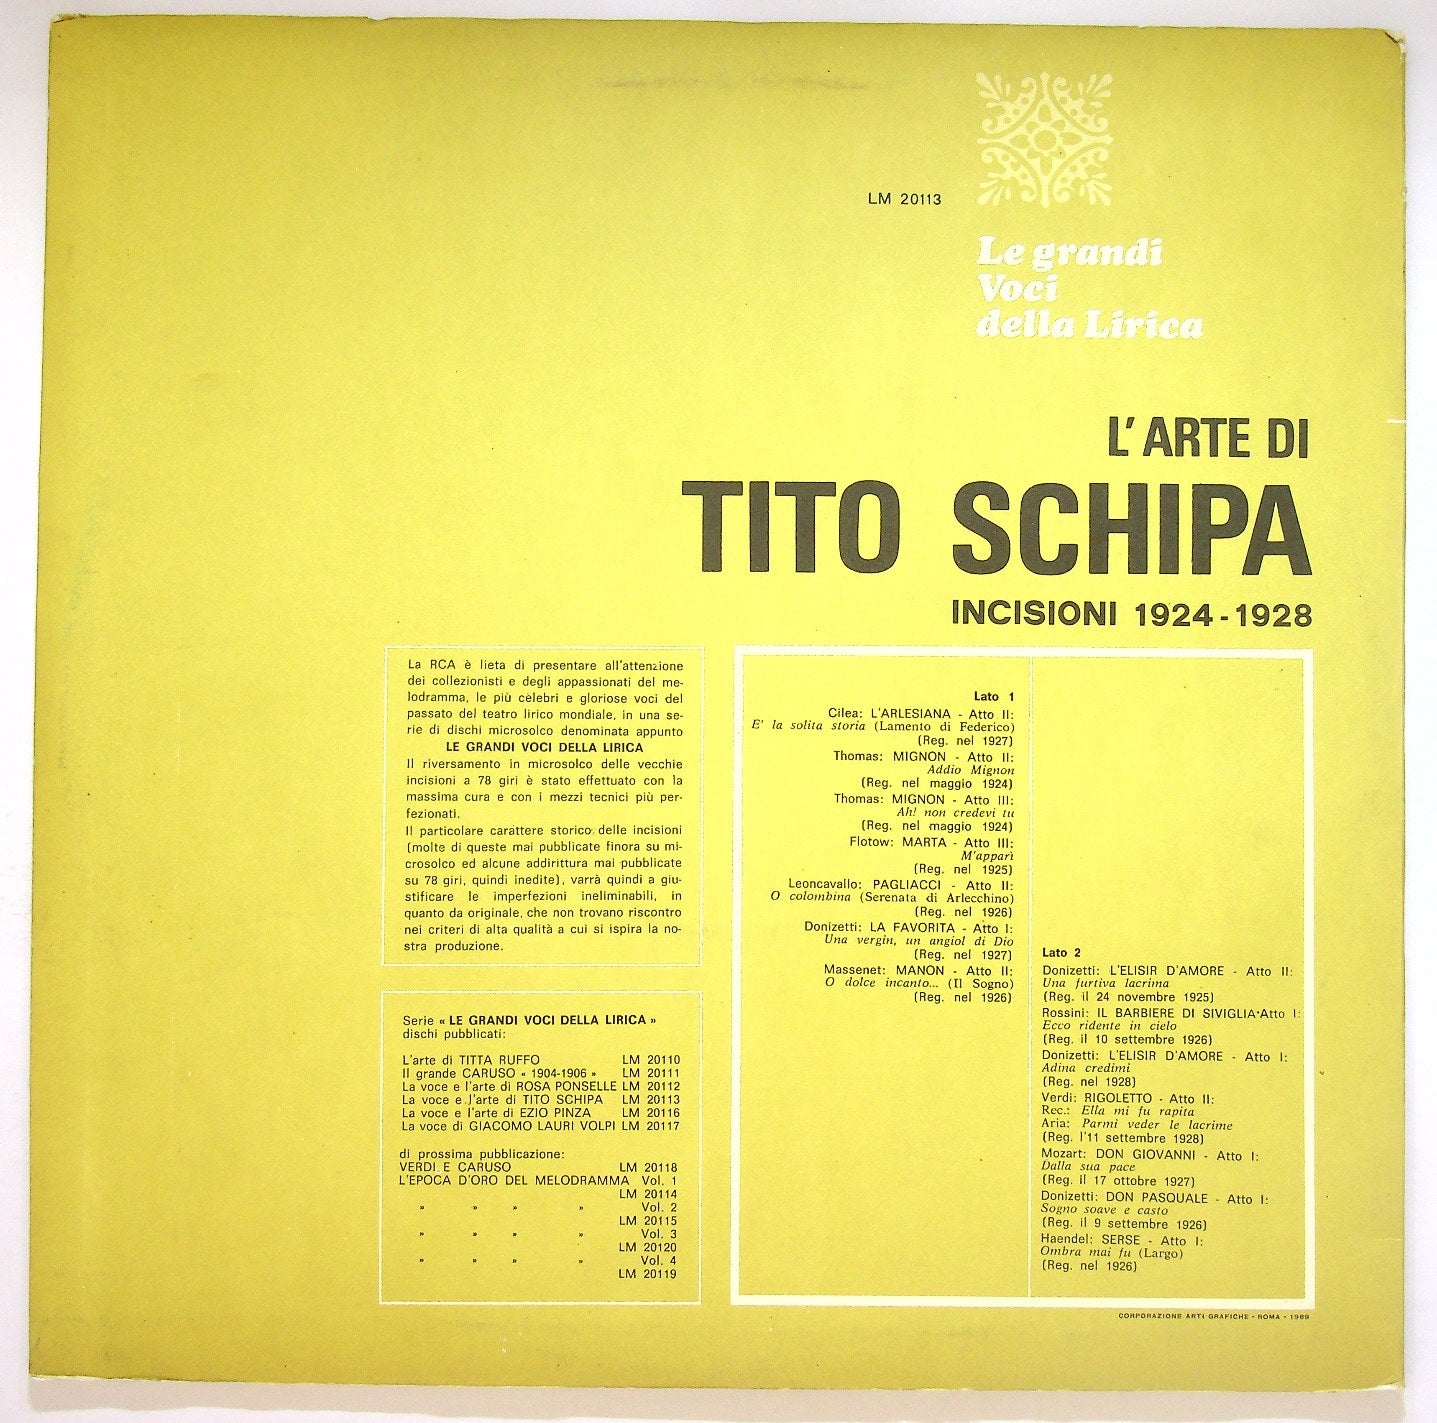 LM 20113
Le grandi
Voci
della Lirica
L'ARTE DI
TITO SCHIPA
INCISIONI 1924-1928
La RCA è lieta di presentare all'attenzione
dei collezionisti e degli appassionati del me-
lodramma, le più celebri e gloriose voci del
passato del teatro lirico mondiale, in una se-
rie di dischi microsolco denominata appunto
LE GRANDI VOCI DELLA LIRICA
Il riversamento in microsolco delle vecchie
incisioni a 78 giri è stato effettuato con la
massima cura e con i mezzi tecnici più per-
fezionati.
Il particolare carattere storico delle incisioni
(molte di queste mai pubblicate finora su mi-
crosolco ed alcune addirittura mai pubblicate
su 78 giri, quindi inedite), varrà quindi a giu-
stificare le imperfezioni ineliminabili, in
quanto da originale, che non trovano riscontro
nei criteri di alta qualità a cui si ispira la no-
stra produzione.
Serie « LE GRANDI VOCI DELLA LIRICA »
dischi pubblicati:
L'arte di TITTA RUFFO LM 20110
Il grande CARUSO « 1904-1906 » LM 20111
La voce e l'arte di ROSA PONSELLE LM 20112
La voce e l'arte di TITO SCHIPA LM 20113
La voce e l'arte di EZIO PINZA LM 20116
La voce di GIACOMO LAURI VOLPI LM 20117
di prossima pubblicazione:
VERDI E CARUSO LM 20118
L'EPOCA D'ORO DEL MELODRAMMA Vol. 1
LM 20114
» » » » Vol. 2
LM 20115
» » » » Vol. 3
LM 20120
» » » » Vol. 4
LM 20119
Lato 1
Cilea: L'ARLESIANA - Atto II:
E' la solita storia (Lamento di Federico)
(Reg. nel 1927)
Thomas: MIGNON - Atto II:
Addio Mignon
(Reg. nel maggio 1924)
Thomas: MIGNON - Atto III:
Ah! non credevi tu
(Reg. nel maggio 1924)
Flotow: MARTA - Atto III:
M'apparì
(Reg. nel 1925)
Leoncavallo: PAGLIACCI - Atto II:
O colombina (Serenata di Arlecchino)
(Reg. nel 1926)
Donizetti: LA FAVORITA - Atto I:
Una vergin, un angiol di Dio
(Reg. nel 1927)
Massenet: MANON - Atto II:
O dolce incanto... (Il Sogno)
(Reg. nel 1926)
Lato 2
Donizetti: L'ELISIR D'AMORE - Atto II:
Una furtiva lacrima
(Reg. il 24 novembre 1925)
Rossini: IL BARBIERE DI SIVIGLIA-Atto I:
Ecco ridente in cielo
(Reg. il 10 settembre 1926)
Donizetti: L'ELISIR D'AMORE - Atto I:
Adina credimi
(Reg. nel 1928)
Verdi: RIGOLETTO - Atto II:
Rec.: Ella mi fu rapita
Aria: Parmi veder le lacrime
(Reg. l'11 settembre 1928)
Mozart: DON GIOVANNI - Atto I:
Dalla sua pace
(Reg. il 17 ottobre 1927)
Donizetti: DON PASQUALE - Atto I:
Sogno soave e casto
(Reg. il 9 settembre 1926)
Haendel: SERSE - Atto I:
Ombra mai fu (Largo)
(Reg. nel 1926)
CORPORAZIONE ARTI GRAFICHE - ROMA - 1969